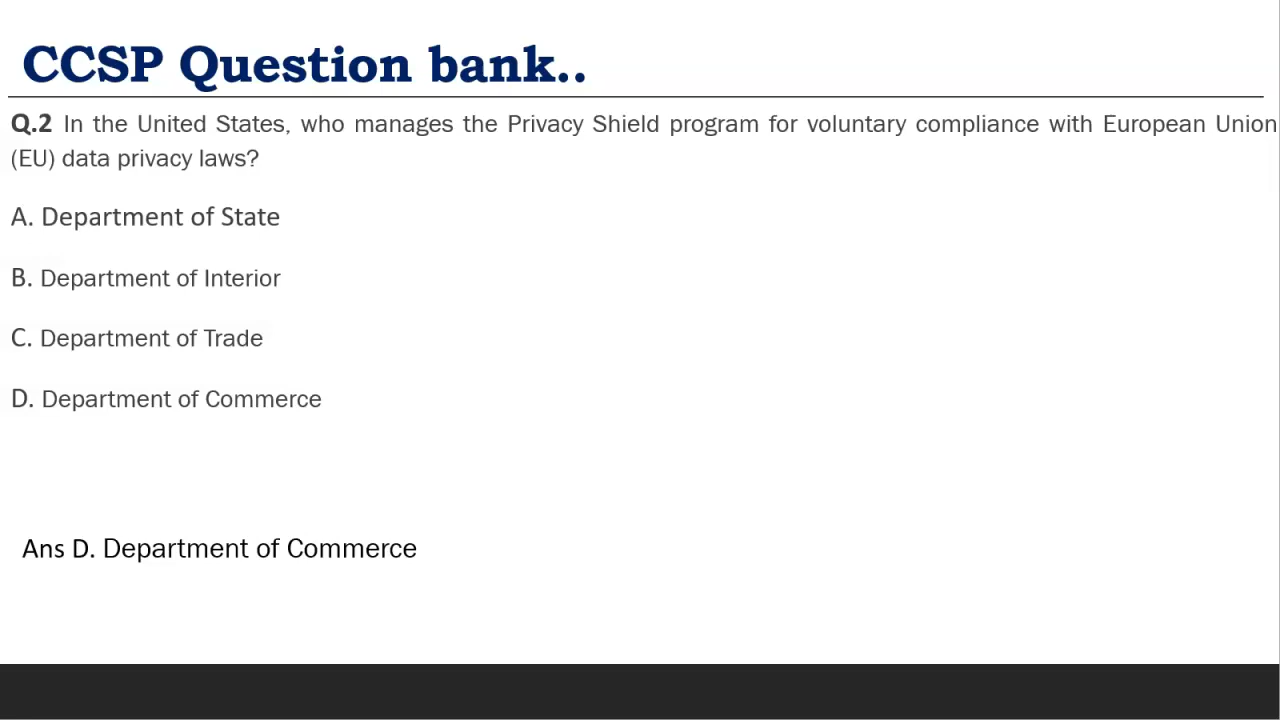 CCSP Question bank..
Q.2 In the United States, who manages the Privacy Shield program for voluntary compliance with European Union
(EU) data privacy laws?
A. Department of State
B. Department of Interior
C. Department of Trade
D. Department of Commerce
Ans D. Department of Commerce